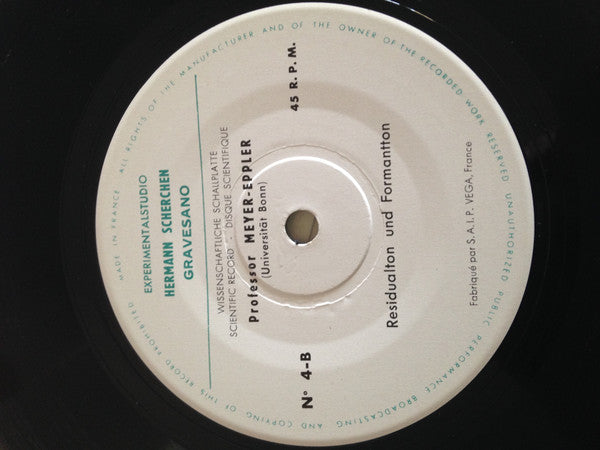 MADE IN FRANCE ALL RIGHTS OF THE MANUFACTURER AND OF THE OWNER OF THE RECORDED WORK RESERVED UNAUTHORIZED PUBLIC PERFORMANCE BROADCASTING AND COPYING OF THIS RECORD PROHIBITED
EXPERIMENTALSTUDIO
HERMANN SCHERCHEN
GRAVESANO
WISSENSCHAFTLICHE SCHALLPLATTE
SCIENTIFIC RECORD - DISQUE SCIENTIFIQUE
Professor MEYER-EPPLER
(Universität Bonn)
N° 4-B
45 R.P.M.
Residualton und Formantton
Fabriqué par S.A.I.P. VEGA, France